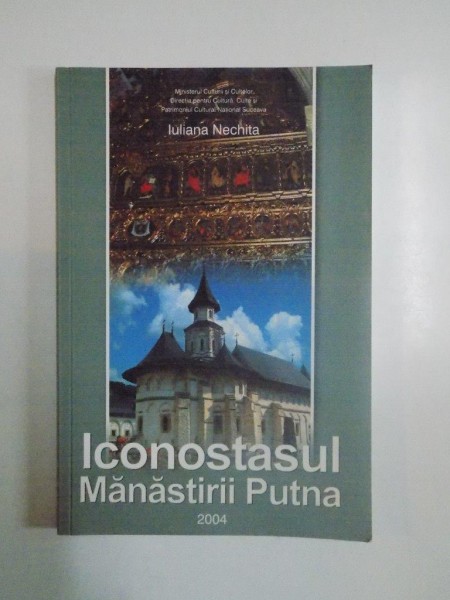 Ministerul Culturii și Cultelor,
Direcția pentru Cultură, Culte și
Patrimoniul Cultural Național Suceava
Iuliana Nechita
Iconostasul
Mănăstirii Putna
2004